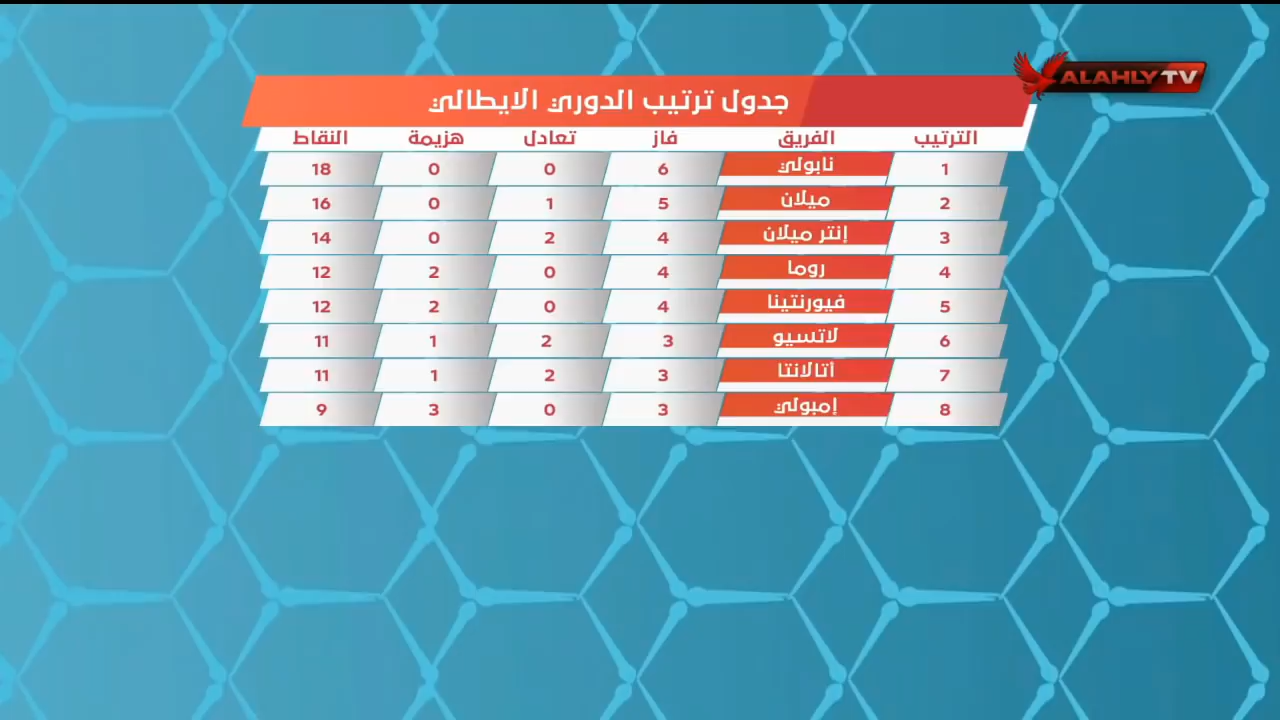 ALAHLY TV
جدول ترتيب الدوري الايطالي
الترتيب الفريق فاز تعادل هزيمة النقاط
1 نابولي 6 0 0 18
2 ميلان 5 1 0 16
3 إنتر ميلان 4 2 0 14
4 روما 4 0 2 12
5 فيورنتينا 4 0 2 12
6 لاتسيو 3 2 1 11
7 أتالانتا 3 2 1 11
8 إمبولي 3 0 3 9